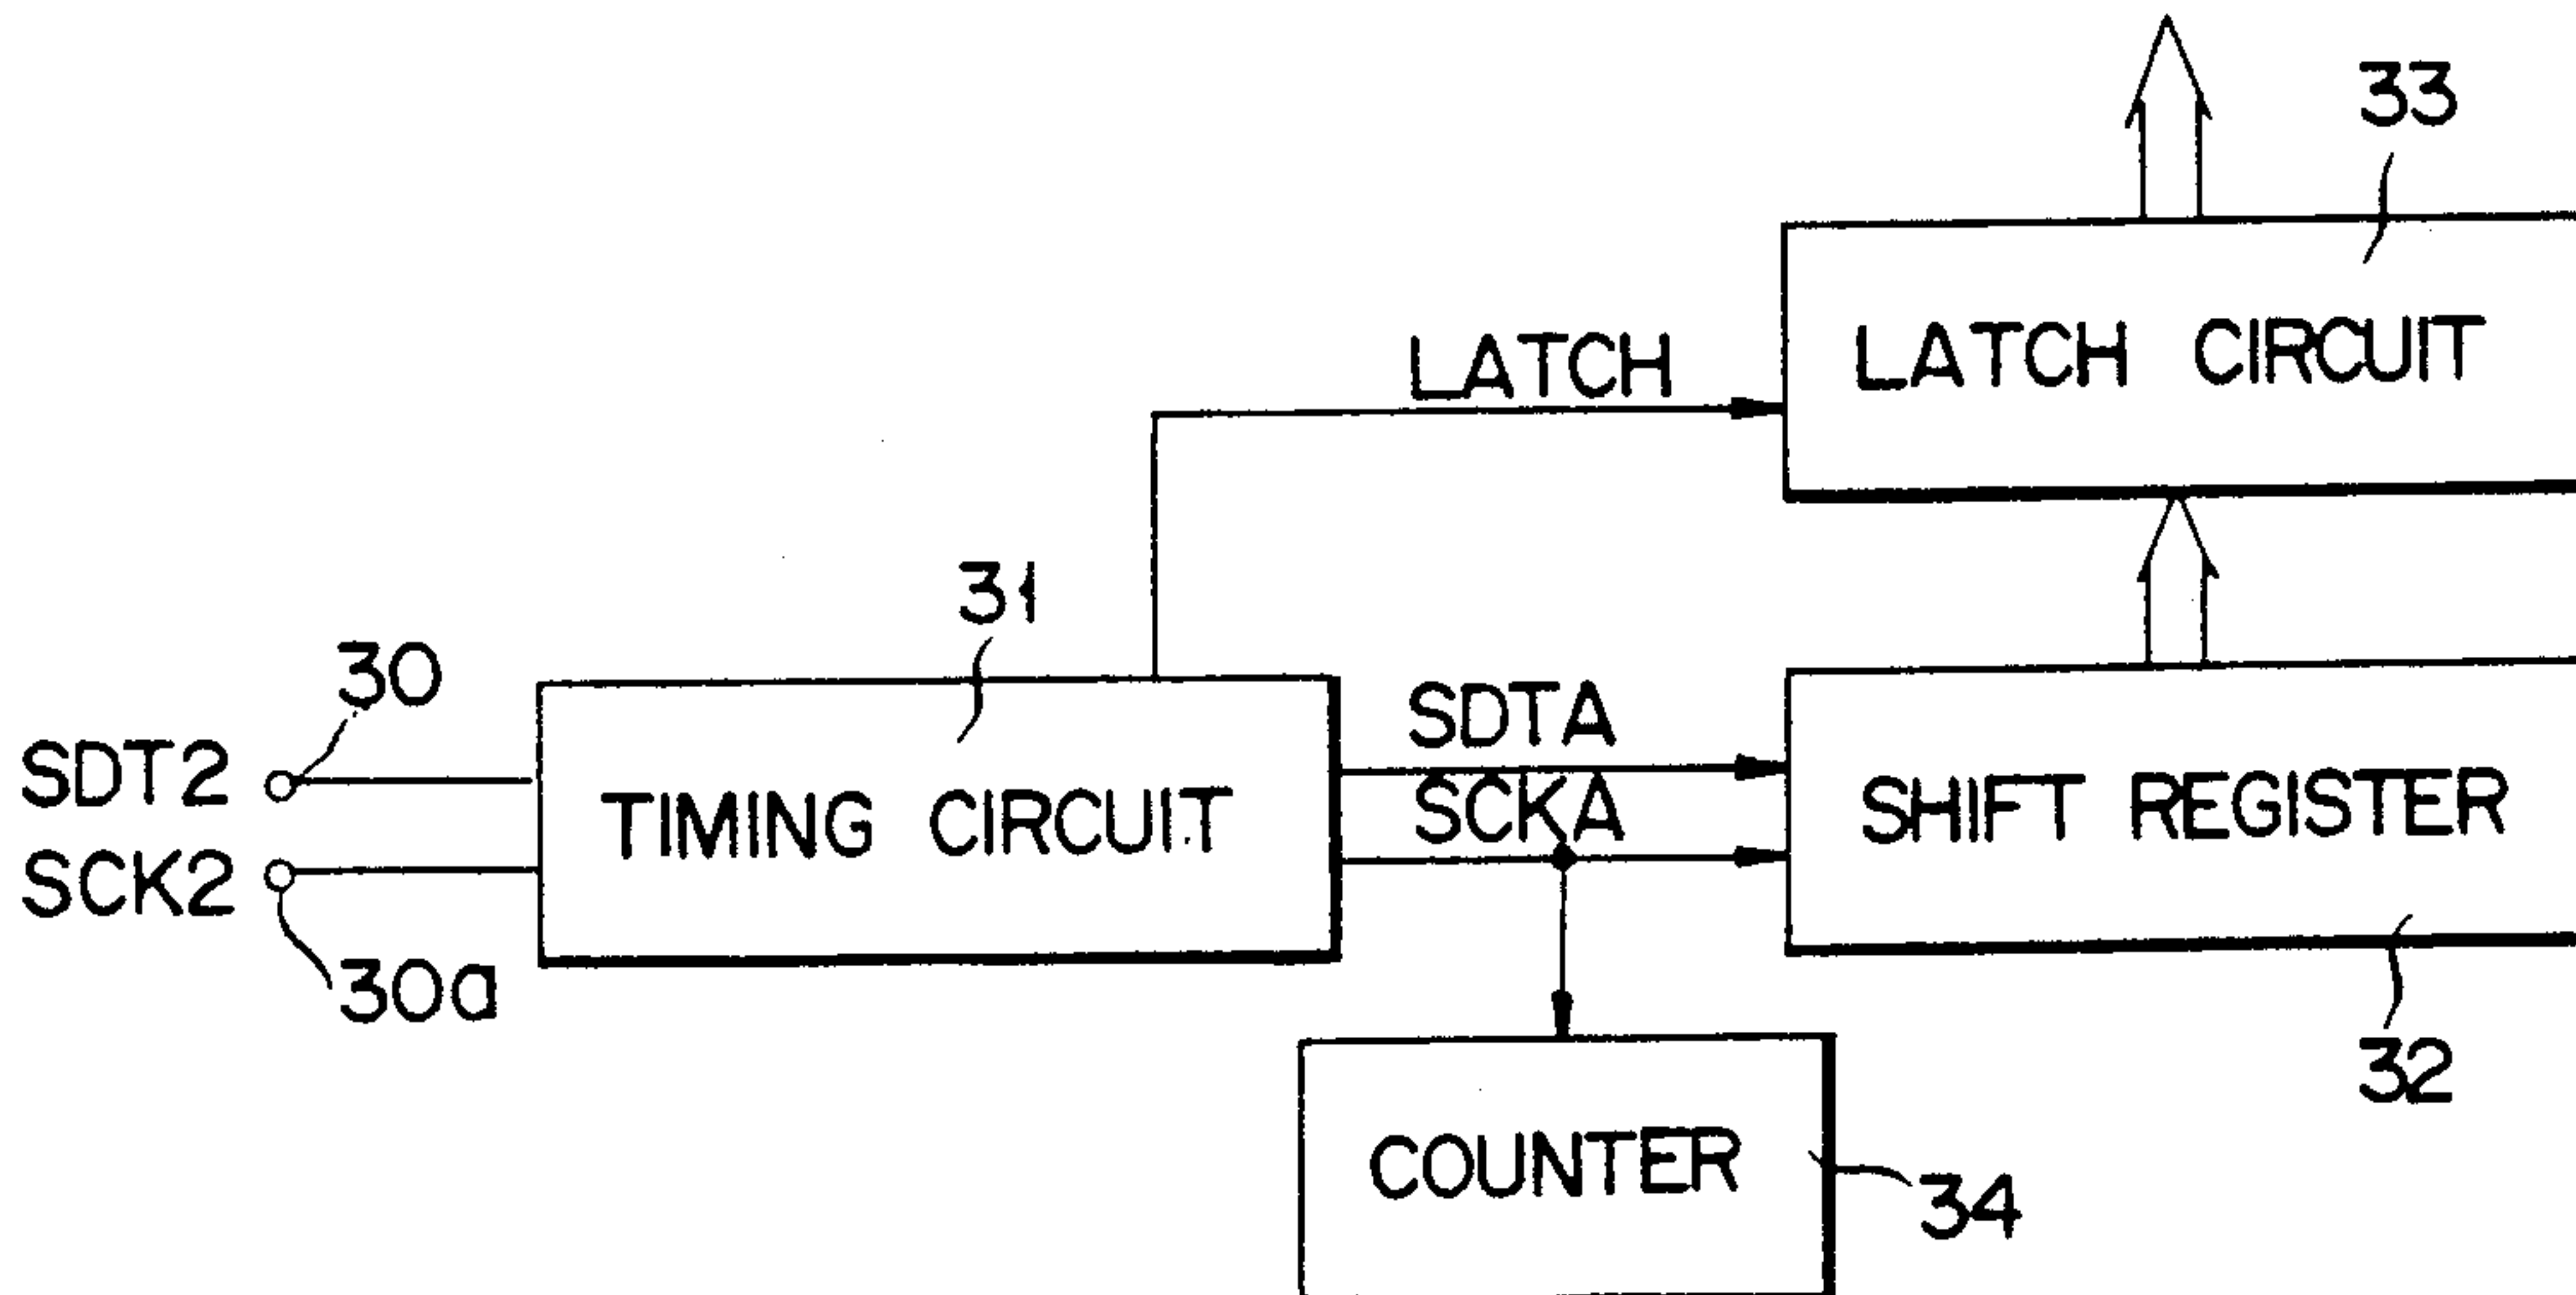 33
LATCH
LATCH CIRCUIT
31
30
SDTA
SDT2
SCKA
TIMING CIRCUIT
SHIFT REGISTER
SCK2
30a
32
COUNTER
34